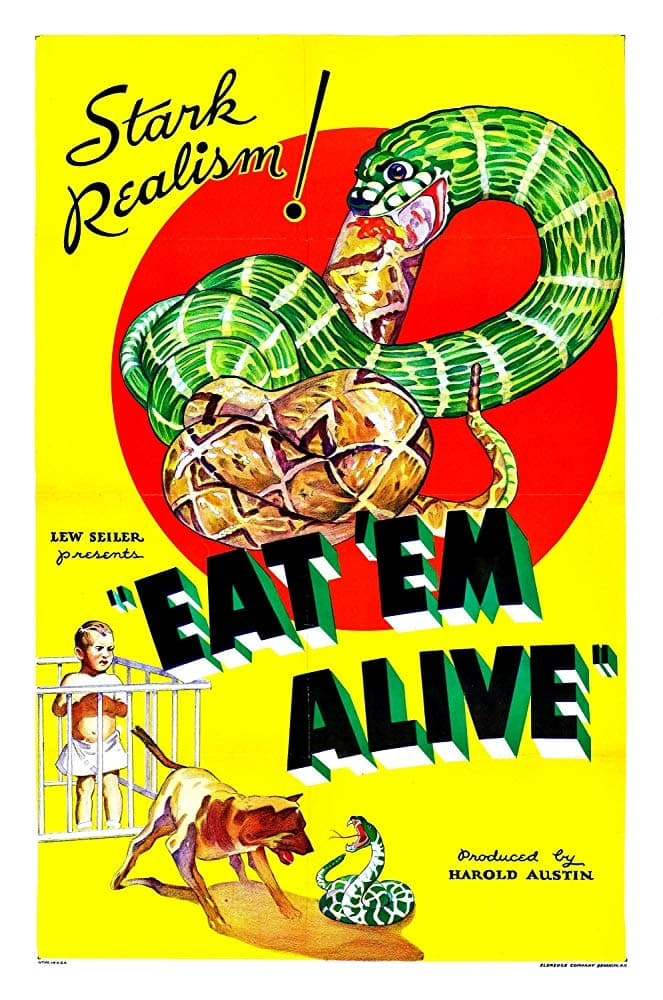 Stark
Realism!
LEW SEILER
presents
"EAT 'EM
ALIVE"
Produced by
HAROLD AUSTIN